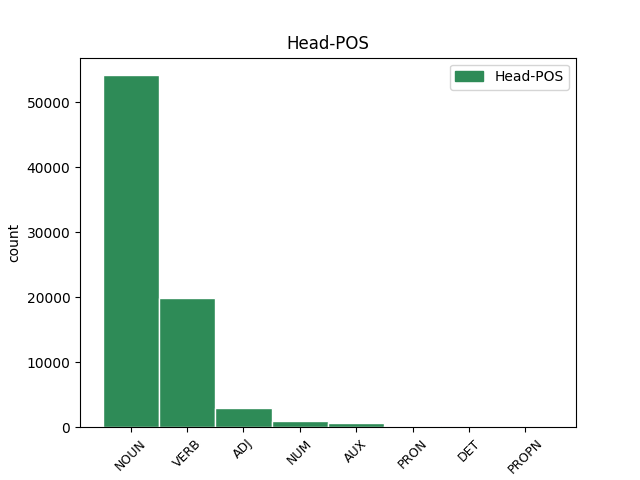 Head-POS
Head-POS
50000
40000
30000
20000
10000
0
count
NOUN
VERB
ADJ
NUM
AUX
PRON
DET
PROPN